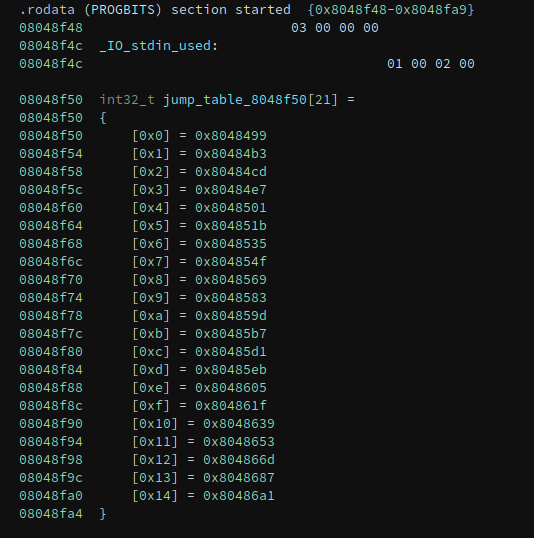 .rodata (PROGBITS) section started  {0x8048f48-0x8048fa9}
08048f48                          03 00 00 00
08048f4c  _IO_stdin_used:
08048f4c                                      01 00 02 00
08048f50  int32_t jump_table_8048f50[21] =
08048f50  {
08048f50      [0x0] = 0x8048499
08048f54      [0x1] = 0x80484b3
08048f58      [0x2] = 0x80484cd
08048f5c      [0x3] = 0x80484e7
08048f60      [0x4] = 0x8048501
08048f64      [0x5] = 0x804851b
08048f68      [0x6] = 0x8048535
08048f6c      [0x7] = 0x804854f
08048f70      [0x8] = 0x8048569
08048f74      [0x9] = 0x8048583
08048f78      [0xa] = 0x804859d
08048f7c      [0xb] = 0x80485b7
08048f80      [0xc] = 0x80485d1
08048f84      [0xd] = 0x80485eb
08048f88      [0xe] = 0x8048605
08048f8c      [0xf] = 0x804861f
08048f90      [0x10] = 0x8048639
08048f94      [0x11] = 0x8048653
08048f98      [0x12] = 0x804866d
08048f9c      [0x13] = 0x8048687
08048fa0      [0x14] = 0x80486a1
08048fa4  }